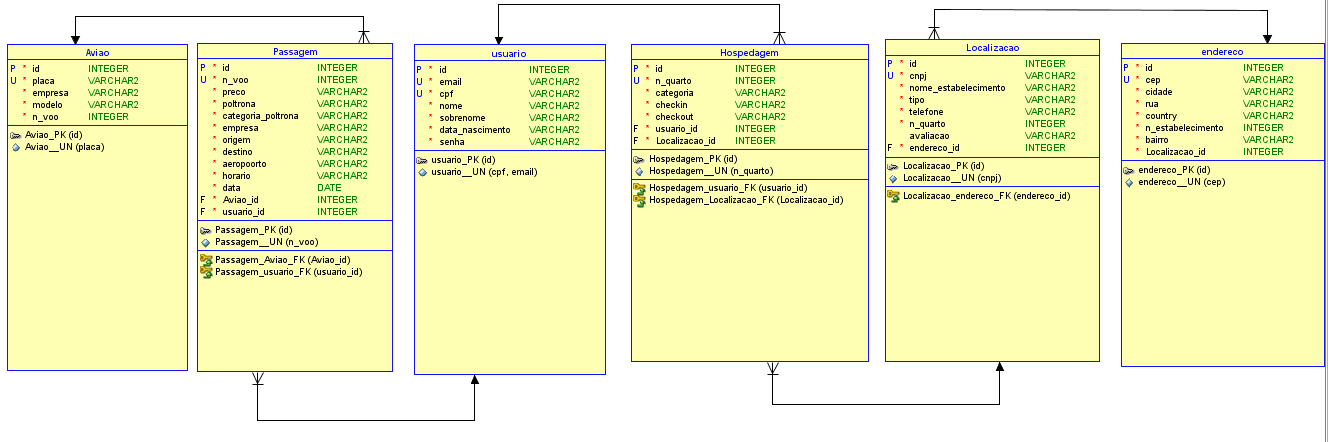 Aviao
P * id INTEGER
U * placa VARCHAR2
* empresa VARCHAR2
* modelo VARCHAR2
* n_voo INTEGER
Aviao_PK (id)
Aviao__UN (placa)
Passagem
P * id INTEGER
U * n_voo INTEGER
* preco VARCHAR2
* poltrona VARCHAR2
* categoria_poltrona VARCHAR2
* empresa VARCHAR2
* origem VARCHAR2
* destino VARCHAR2
* aeropoorto VARCHAR2
* horario VARCHAR2
* data DATE
F * Aviao_id INTEGER
F * usuario_id INTEGER
Passagem_PK (id)
Passagem__UN (n_voo)
Passagem_Aviao_FK (Aviao_id)
Passagem_usuario_FK (usuario_id)
usuario
P * id INTEGER
U * email VARCHAR2
U * cpf VARCHAR2
* nome VARCHAR2
* sobrenome VARCHAR2
* data_nascimento VARCHAR2
* senha VARCHAR2
usuario_PK (id)
usuario__UN (cpf, email)
Hospedagem
P * id INTEGER
U * n_quarto INTEGER
* categoria VARCHAR2
* checkin VARCHAR2
* checkout VARCHAR2
F * usuario_id INTEGER
F * Localizacao_id INTEGER
Hospedagem_PK (id)
Hospedagem__UN (n_quarto)
Hospedagem_usuario_FK (usuario_id)
Hospedagem_Localizacao_FK (Localizacao_id)
Localizacao
P * id INTEGER
U * cnpj VARCHAR2
* nome_estabelecimento VARCHAR2
* tipo VARCHAR2
* telefone VARCHAR2
* n_quarto INTEGER
avaliacao VARCHAR2
F * endereco_id INTEGER
Localizacao_PK (id)
Localizacao__UN (cnpj)
Localizacao_endereco_FK (endereco_id)
endereco
P * id INTEGER
U * cep VARCHAR2
* cidade VARCHAR2
* rua VARCHAR2
* country VARCHAR2
* n_estabelecimento INTEGER
* bairro VARCHAR2
* Localizacao_id INTEGER
endereco_PK (id)
endereco__UN (cep)